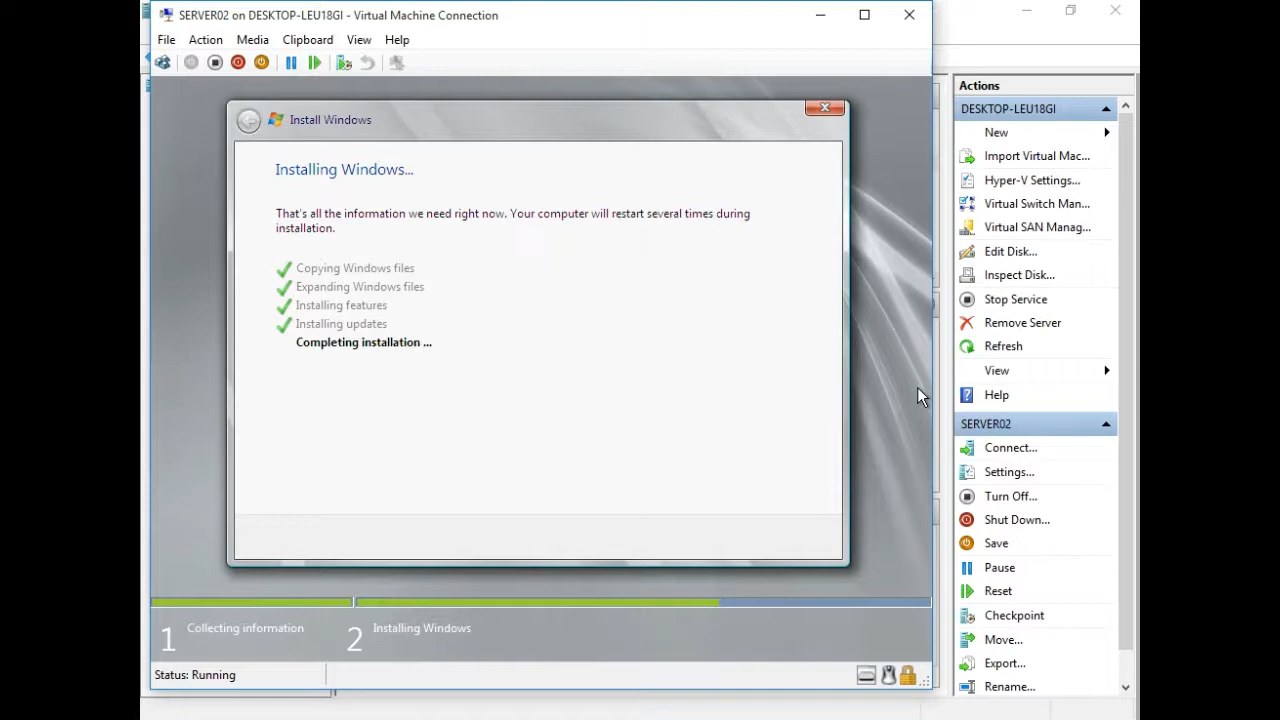 SERVER02 on DESKTOP-LEU18GI - Virtual Machine Connection
File Action Media Clipboard View Help
Install Windows
Installing Windows...
That's all the information we need right now. Your computer will restart several times during
installation.
Copying Windows files
Expanding Windows files
Installing features
Installing updates
Completing installation ...
1 Collecting information
2 Installing Windows
Status: Running
Actions
DESKTOP-LEU18GI
New
Import Virtual Mac...
Hyper-V Settings...
Virtual Switch Man...
Virtual SAN Manag...
Edit Disk...
Inspect Disk...
Stop Service
Remove Server
Refresh
View
Help
SERVER02
Connect...
Settings...
Turn Off...
Shut Down...
Save
Pause
Reset
Checkpoint
Move...
Export...
Rename...